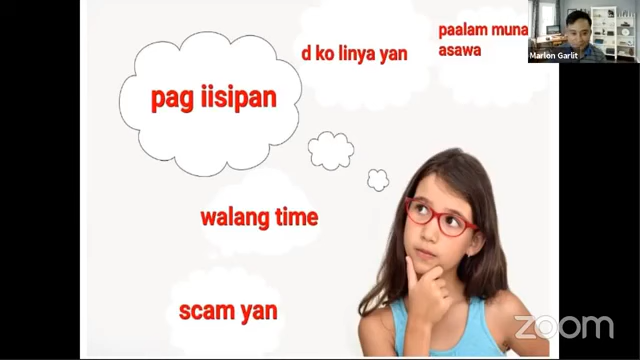 d ko linya yan
paalam muna
asawa
Marlon Garlit
pag iisipan
walang time
scam yan
zoom